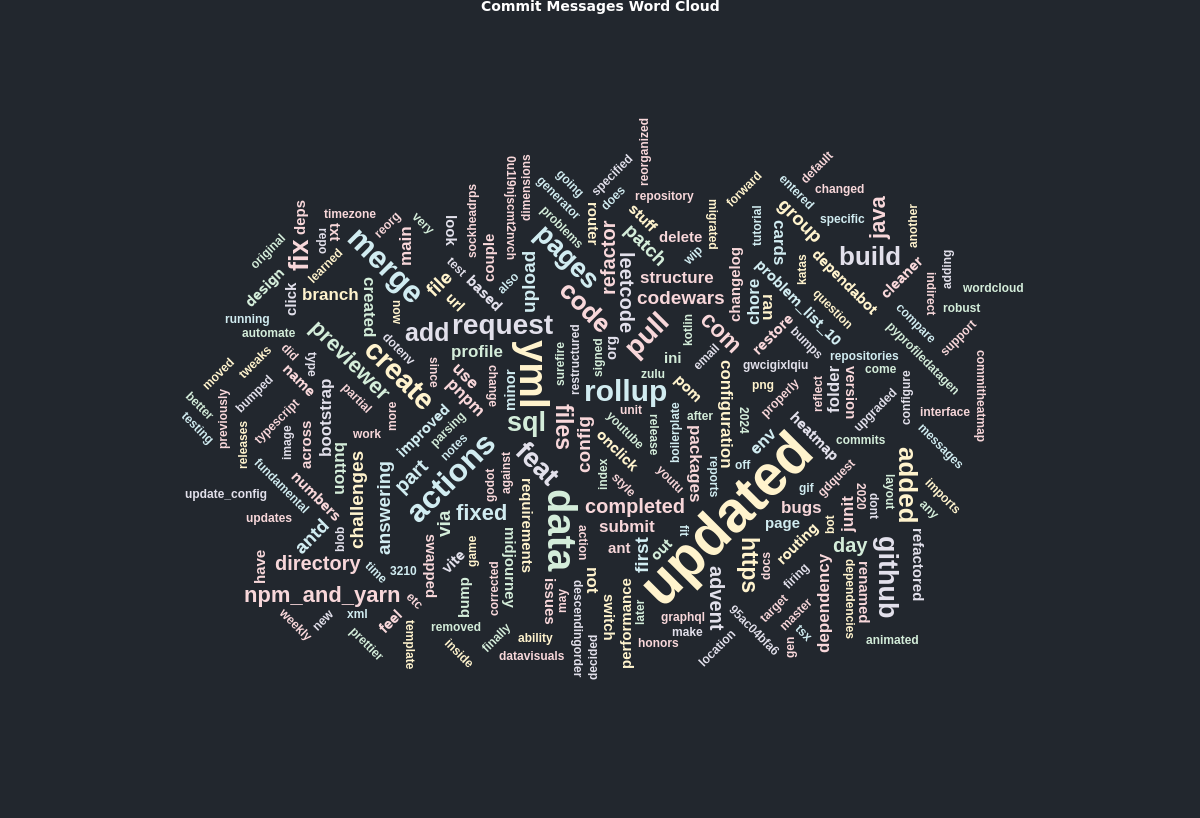 Commit Messages Word Cloud
reorganized
default
specified
going
forward
entered
changed
dimensions
0u1l9njscmt2nvch
generator
does
repository
sockheadrps
deps
timezone
reorg
very
look
couple
problems
router
stuff
migrated
tutorial
group
specific
java
another
original
repo
txt
main
merge
pages
refactor
patch
delete
wip
cards
build
adding
fix
learned
design
click
branch
created
file
url
test
based
also
upload
code
leetcode
structure
codewars
changelog
chore
problem_list_10
katas
dependabot
cleaner
indirect
robust
wordcloud
running
automate
now
add
request
pull
com
ran
question
compare
support
pyprofiledatagen
previewer
dotenv
profile
yml
surefire
restructured
signed
org
kotlin
email
restore
bumps
repositories
come
moved
tweaks
did
type
name
create
since
use
pnpm
change
minor
rollup
zulu
ini
pom
gwcigixlqiu
png
properly
reflect
folder
version
configure
upgraded
commitheatmap
interface
better
testing
previously
bumped
partial
more
bootstrap
typescript
improved
parsing
sql
files
config
unit
youtube
release
boilerplate
after
configuration
2024
env
heatmap
commits
messages
releases
image
across
button
work
challenges
part
notes
feat
onclick
index
packages
off
reports
update_config
fundamental
numbers
answering
actions
godot
against
requirements
style
youtu
updated
gif
gdquest
added
imports
any
layout
dont
2020
updates
antd
blob
via
fixed
data
completed
submit
action
ant
first
out
fit
https
docs
page
bugs
routing
bot
junit
day
github
refactored
have
directory
time
3210
swapped
vite
game
midjourney
senssi
may
not
advent
firing
dependency
dependencies
renamed
npm_and_yarn
etc
bump
corrected
descendingorder
switch
later
graphql
make
95ac04bfa6
target
master
tsx
animated
weekly
new
xml
feel
removed
finally
ability
performance
honors
location
gen
prettier
template
inside
datavisuals
decided